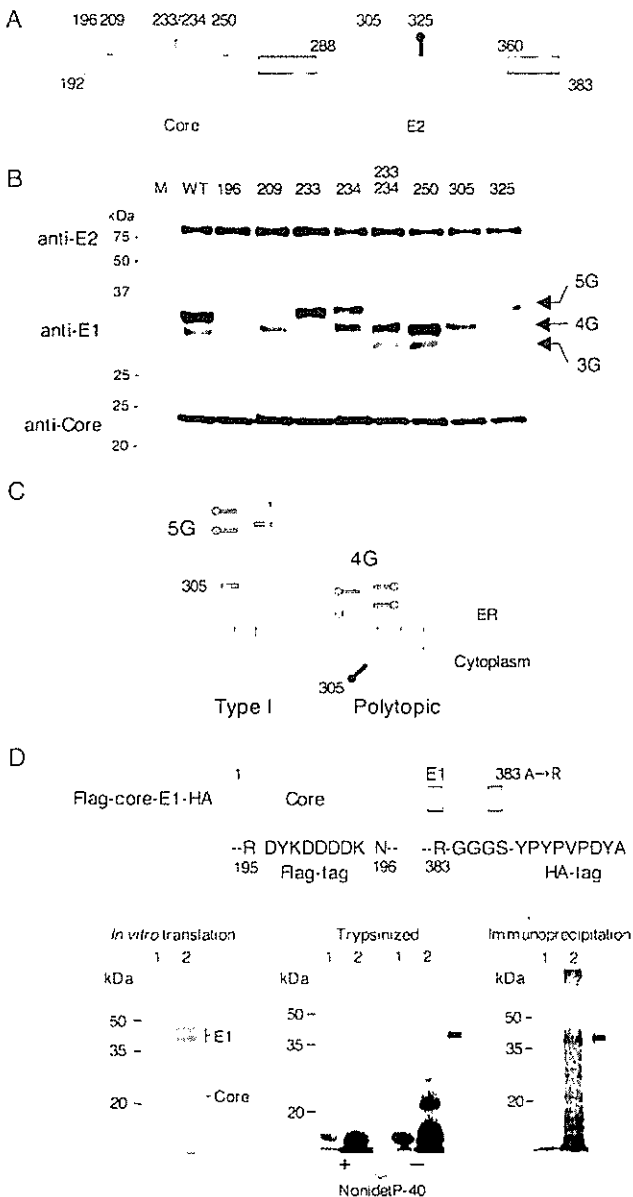 A
196 209 233/234 250 305 325
288 360
192 383
Core E2
B
M WT 196 209 233 234 233 234 250 305 325
kDa
anti-E2 75 -
50 -
37
5G
anti-E1 4G
3G
25 -
25 -
anti-Core
20 -
C
5G
4G
305
ER
Cytoplasm
305
Type I Polytopic
D
1 E1 383 A→R
Flag-core-E1-HA Core
--R DYKDDDDK N-- --R-GGGS-YPYPVPDYA
195 Flag-tag 196 383 HA-tag
In vitro translation Trypsinized Immunoprecipitation
1 2 1 2 1 2 1 2
kDa kDa kDa
50 - E1 50 - 50 -
35 - 35 - 35 -
20 - Core 20 - 20 -
+ −
NonidetP-40